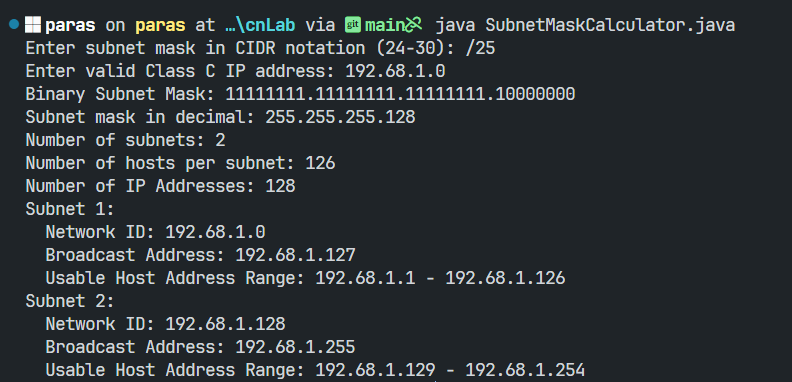 paras on paras at …\cnLab via git main java SubnetMaskCalculator.java
Enter subnet mask in CIDR notation (24-30): /25
Enter valid Class C IP address: 192.68.1.0
Binary Subnet Mask: 11111111.11111111.11111111.10000000
Subnet mask in decimal: 255.255.255.128
Number of subnets: 2
Number of hosts per subnet: 126
Number of IP Addresses: 128
Subnet 1:
  Network ID: 192.68.1.0
  Broadcast Address: 192.68.1.127
  Usable Host Address Range: 192.68.1.1 - 192.68.1.126
Subnet 2:
  Network ID: 192.68.1.128
  Broadcast Address: 192.68.1.255
  Usable Host Address Range: 192.68.1.129 - 192.68.1.254